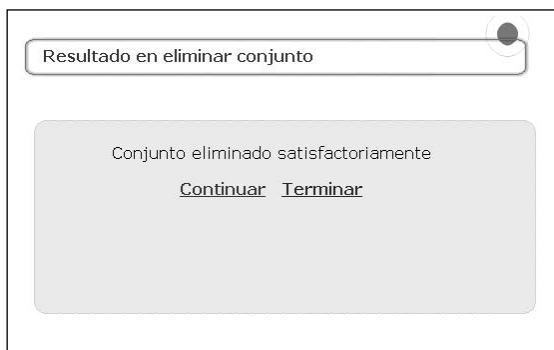 Resultado en eliminar conjunto
Conjunto eliminado satisfactoriamente
Continuar Terminar